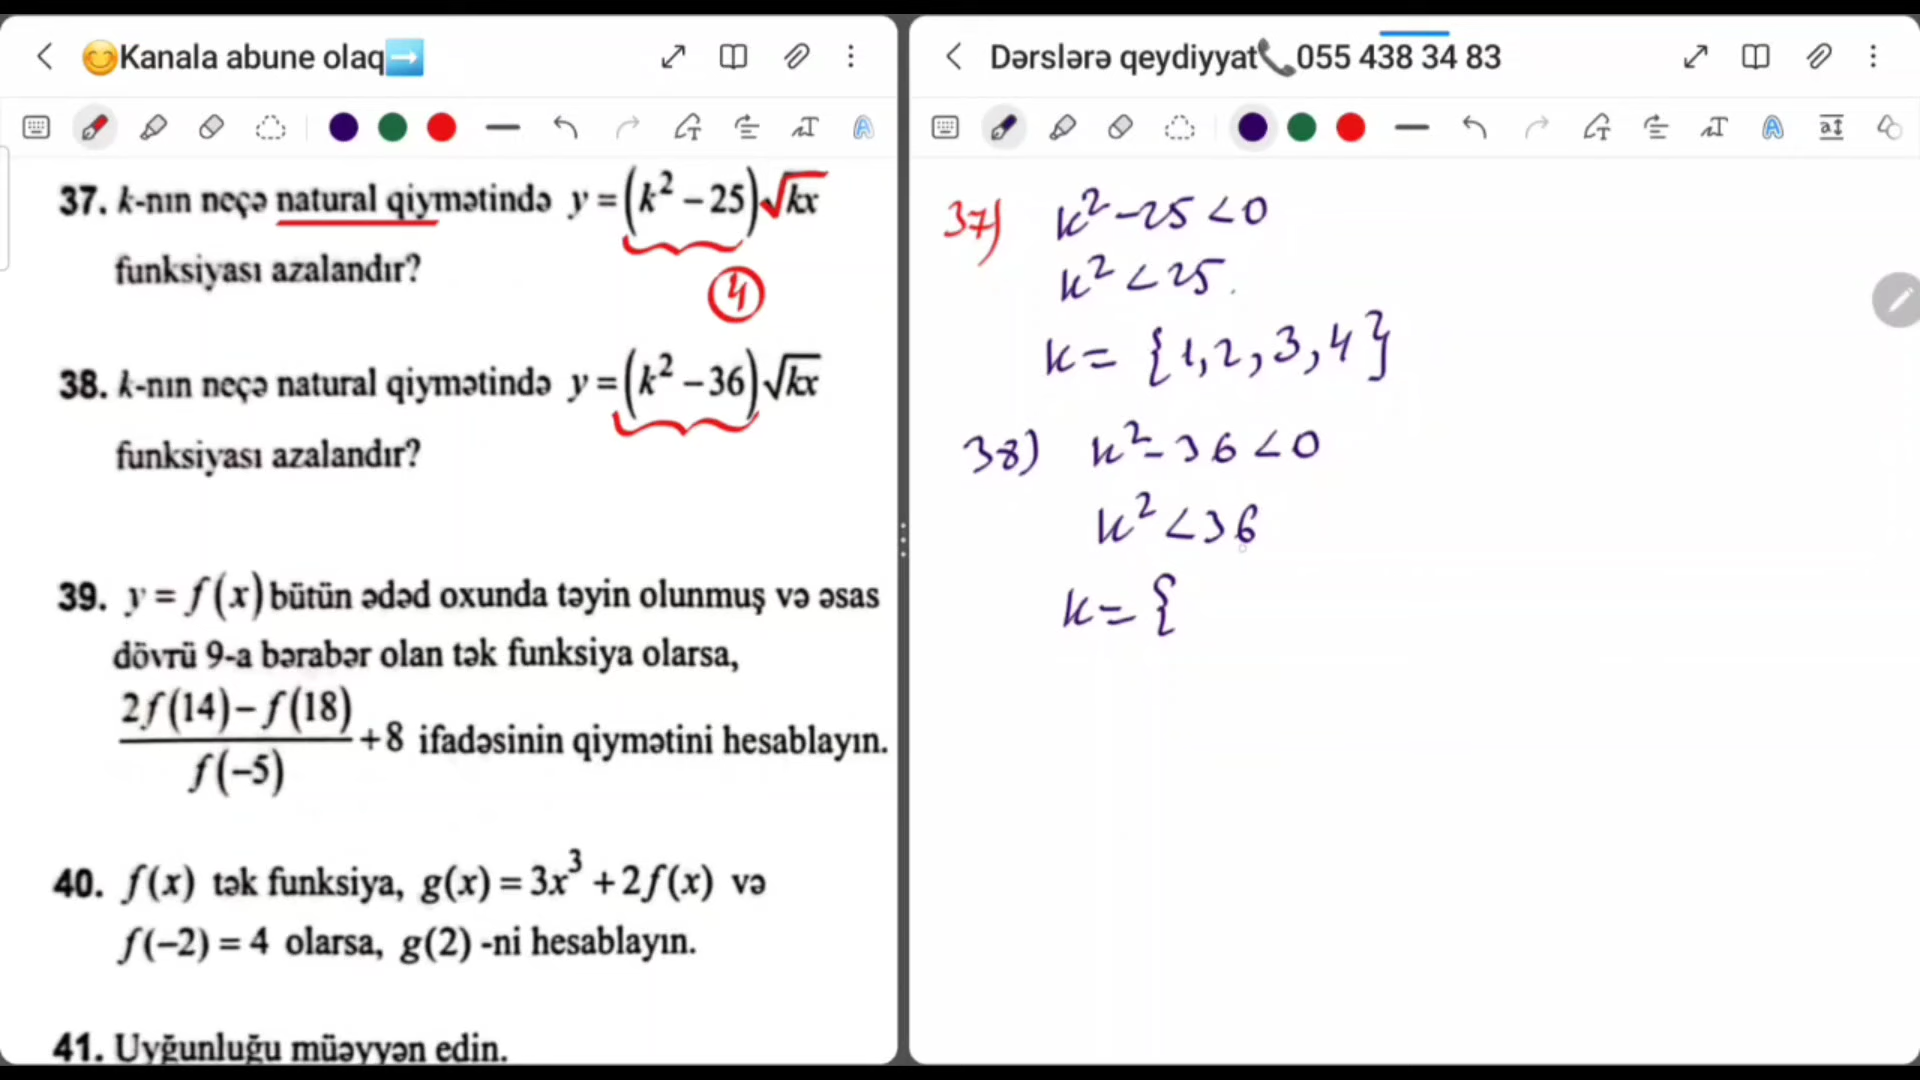 😊Kanala abune olaq➡️
37. k-nın neçə natural qiymətində y = (k² – 25)√kx
funksiyası azalandır?
4
38. k-nın neçə natural qiymətində y = (k² – 36)√kx
funksiyası azalandır?
39. y = f(x) bütün ədəd oxunda təyin olunmuş və əsas
dövrü 9-a bərabər olan tək funksiya olarsa,
2f(14) – f(18)
f(–5)
+8 ifadəsinin qiymətini hesablayın.
40. f(x) tək funksiya, g(x) = 3x³ + 2f(x) və
f(–2) = 4 olarsa, g(2) -ni hesablayın.
41. Uyğunluğu müəyyən edin.
Dərslərə qeydiyyat📞055 438 34 83
37) k²-25<0
k²<25.
k= {1,2,3,4}
38) k²-36<0
k²<36
k= {